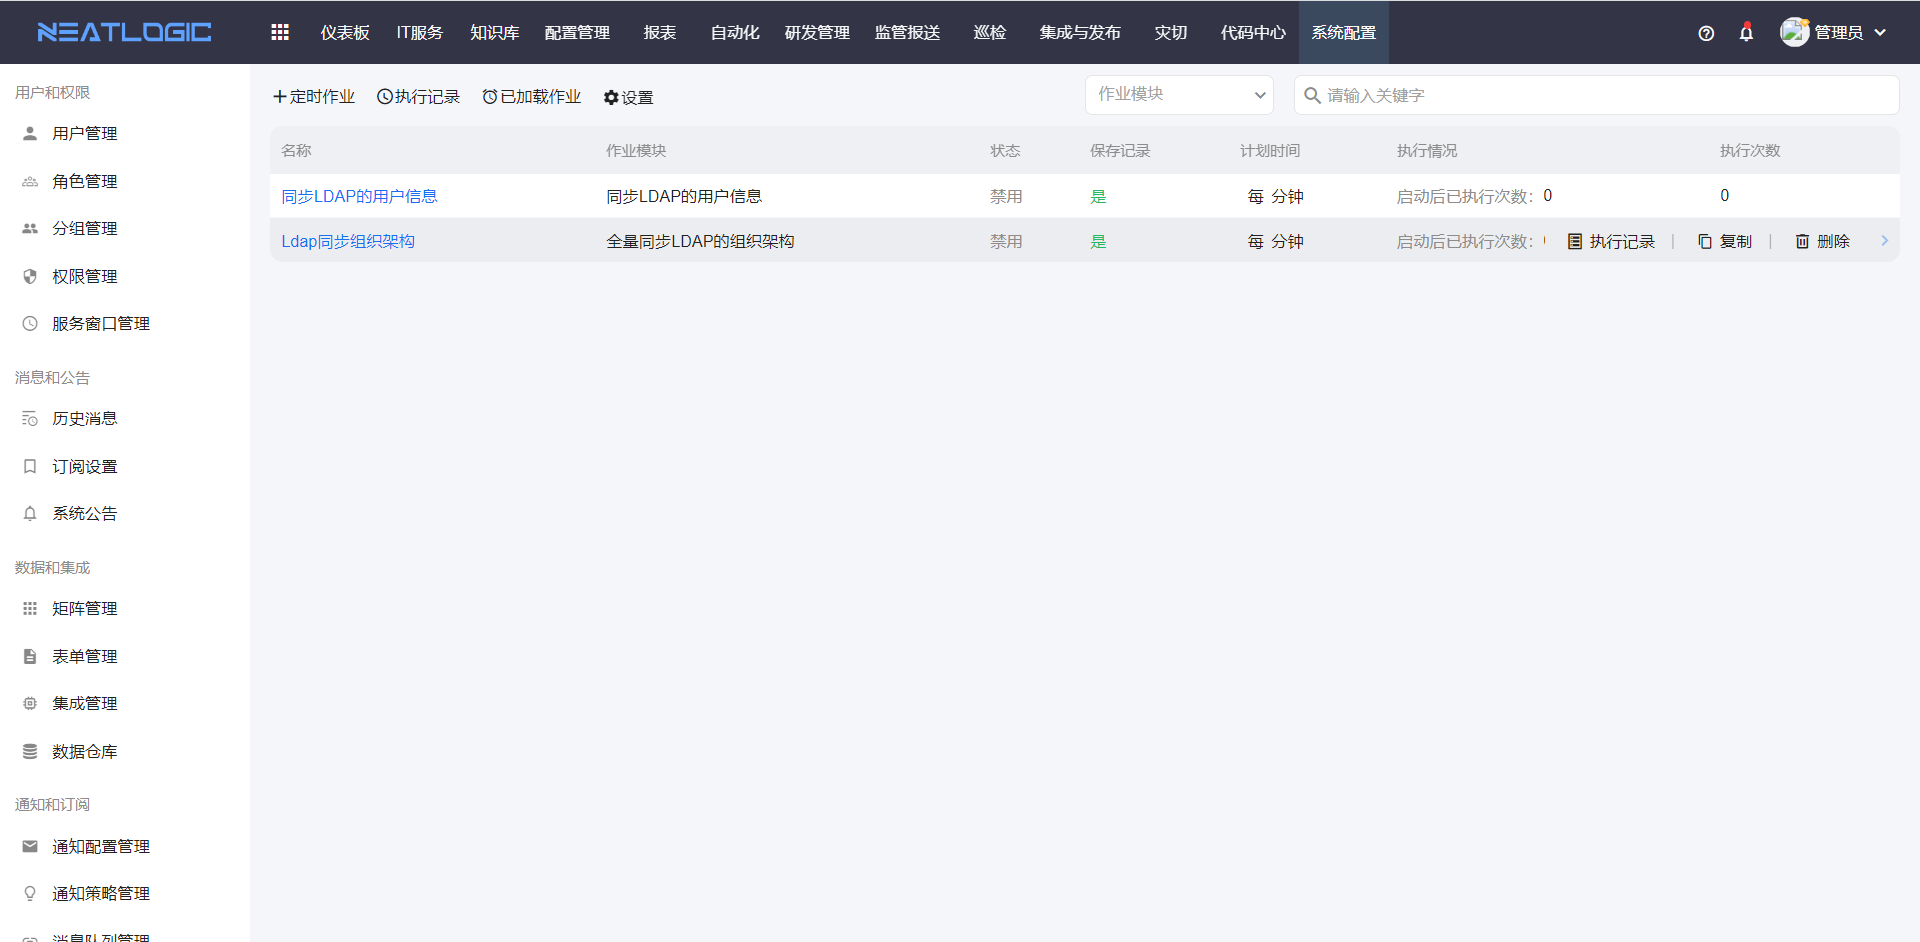 NEATLOGIC
仪表板 IT服务 知识库 配置管理 报表 自动化 研发管理 监管报送 巡检 集成与发布 灾切 代码中心 系统配置 管理员
用户和权限
用户管理
角色管理
分组管理
权限管理
服务窗口管理
消息和公告
历史消息
订阅设置
系统公告
数据和集成
矩阵管理
表单管理
集成管理
数据仓库
通知和订阅
通知配置管理
通知策略管理
消息队列管理
定时作业 执行记录 已加载作业 设置 作业模块 请输入关键字
名称 作业模块 状态 保存记录 计划时间 执行情况 执行次数
同步LDAP的用户信息 同步LDAP的用户信息 禁用 是 每 分钟 启动后已执行次数: 0 0
Ldap同步组织架构 全量同步LDAP的组织架构 禁用 是 每 分钟 启动后已执行次数: 执行记录 | 复制 | 删除